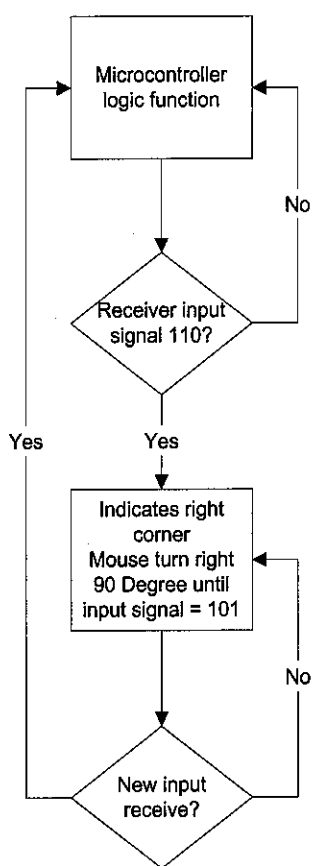 Microcontroller
logic function
No
Receiver input
signal 110?
Yes
Yes
Indicates right
corner
Mouse turn right
90 Degree until
input signal = 101
No
New input
receive?